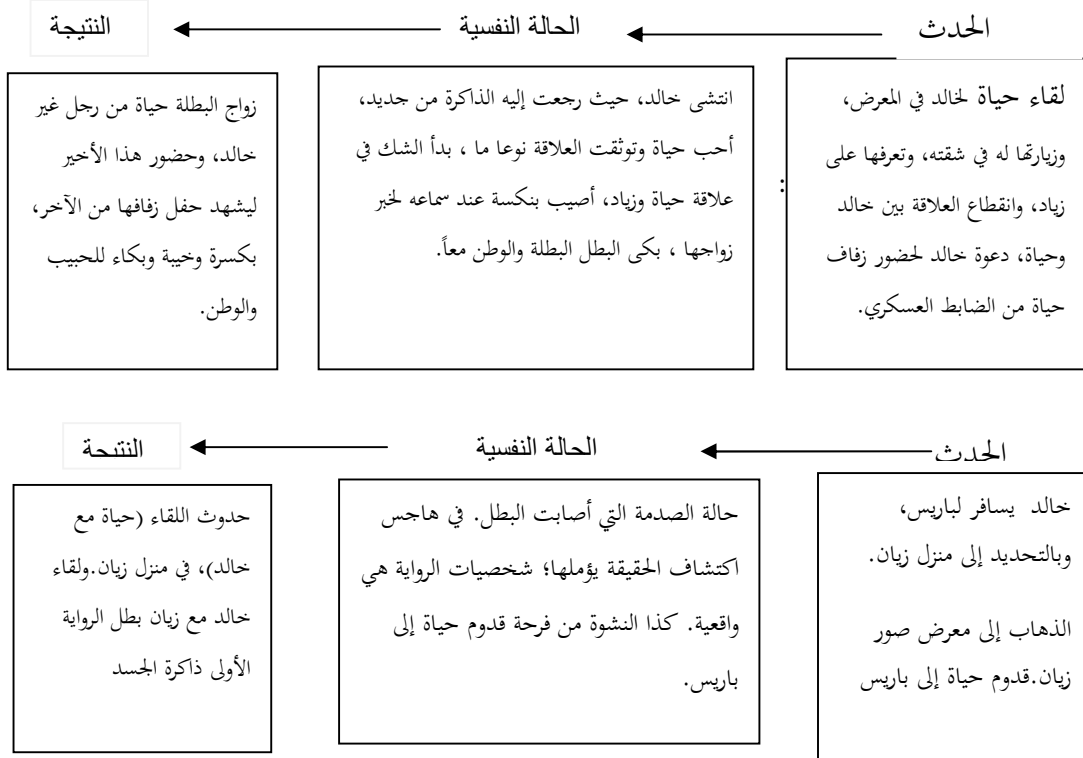 الحدث
الحالة النفسية
النتيجة
لقاء حياة لخالد في المعرض،
وزيارتها له في شقته، وتعرفها على
زياد، وانقطاع العلاقة بين خالد
وحياة، دعوة خالد لحضور زفاف
حياة من الضابط العسكري.
:
انتشى خالد، حيث رجعت إليه الذاكرة من جديد،
أحب حياة وتوثقت العلاقة نوعا ما ، بدأ الشك في
علاقة حياة وزياد، أصيب بنكسة عند سماعه لخبر
زواجها ، بكى البطل البطلة والوطن معاً.
زواج البطلة حياة من رجل غير
خالد، وحضور هذا الأخير
ليشهد حفل زفافها من الآخر،
بكسرة وخيبة وبكاء للحبيب
والوطن.
الحدث
الحالة النفسية
النتيجة
خالد يسافر لباريس،
وبالتحديد إلى منزل زيان.
الذهاب إلى معرض صور
زيان.قدوم حياة إلى باريس
حالة الصدمة التي أصابت البطل. في هاجس
اكتشاف الحقيقة يؤملها؛ شخصيات الرواية هي
واقعية. كذا النشوة من فرحة قدوم حياة إلى
باريس.
حدوث اللقاء (حياة مع
خالد)، في منزل زيان.ولقاء
خالد مع زيان بطل الرواية
الأولى ذاكرة الجسد